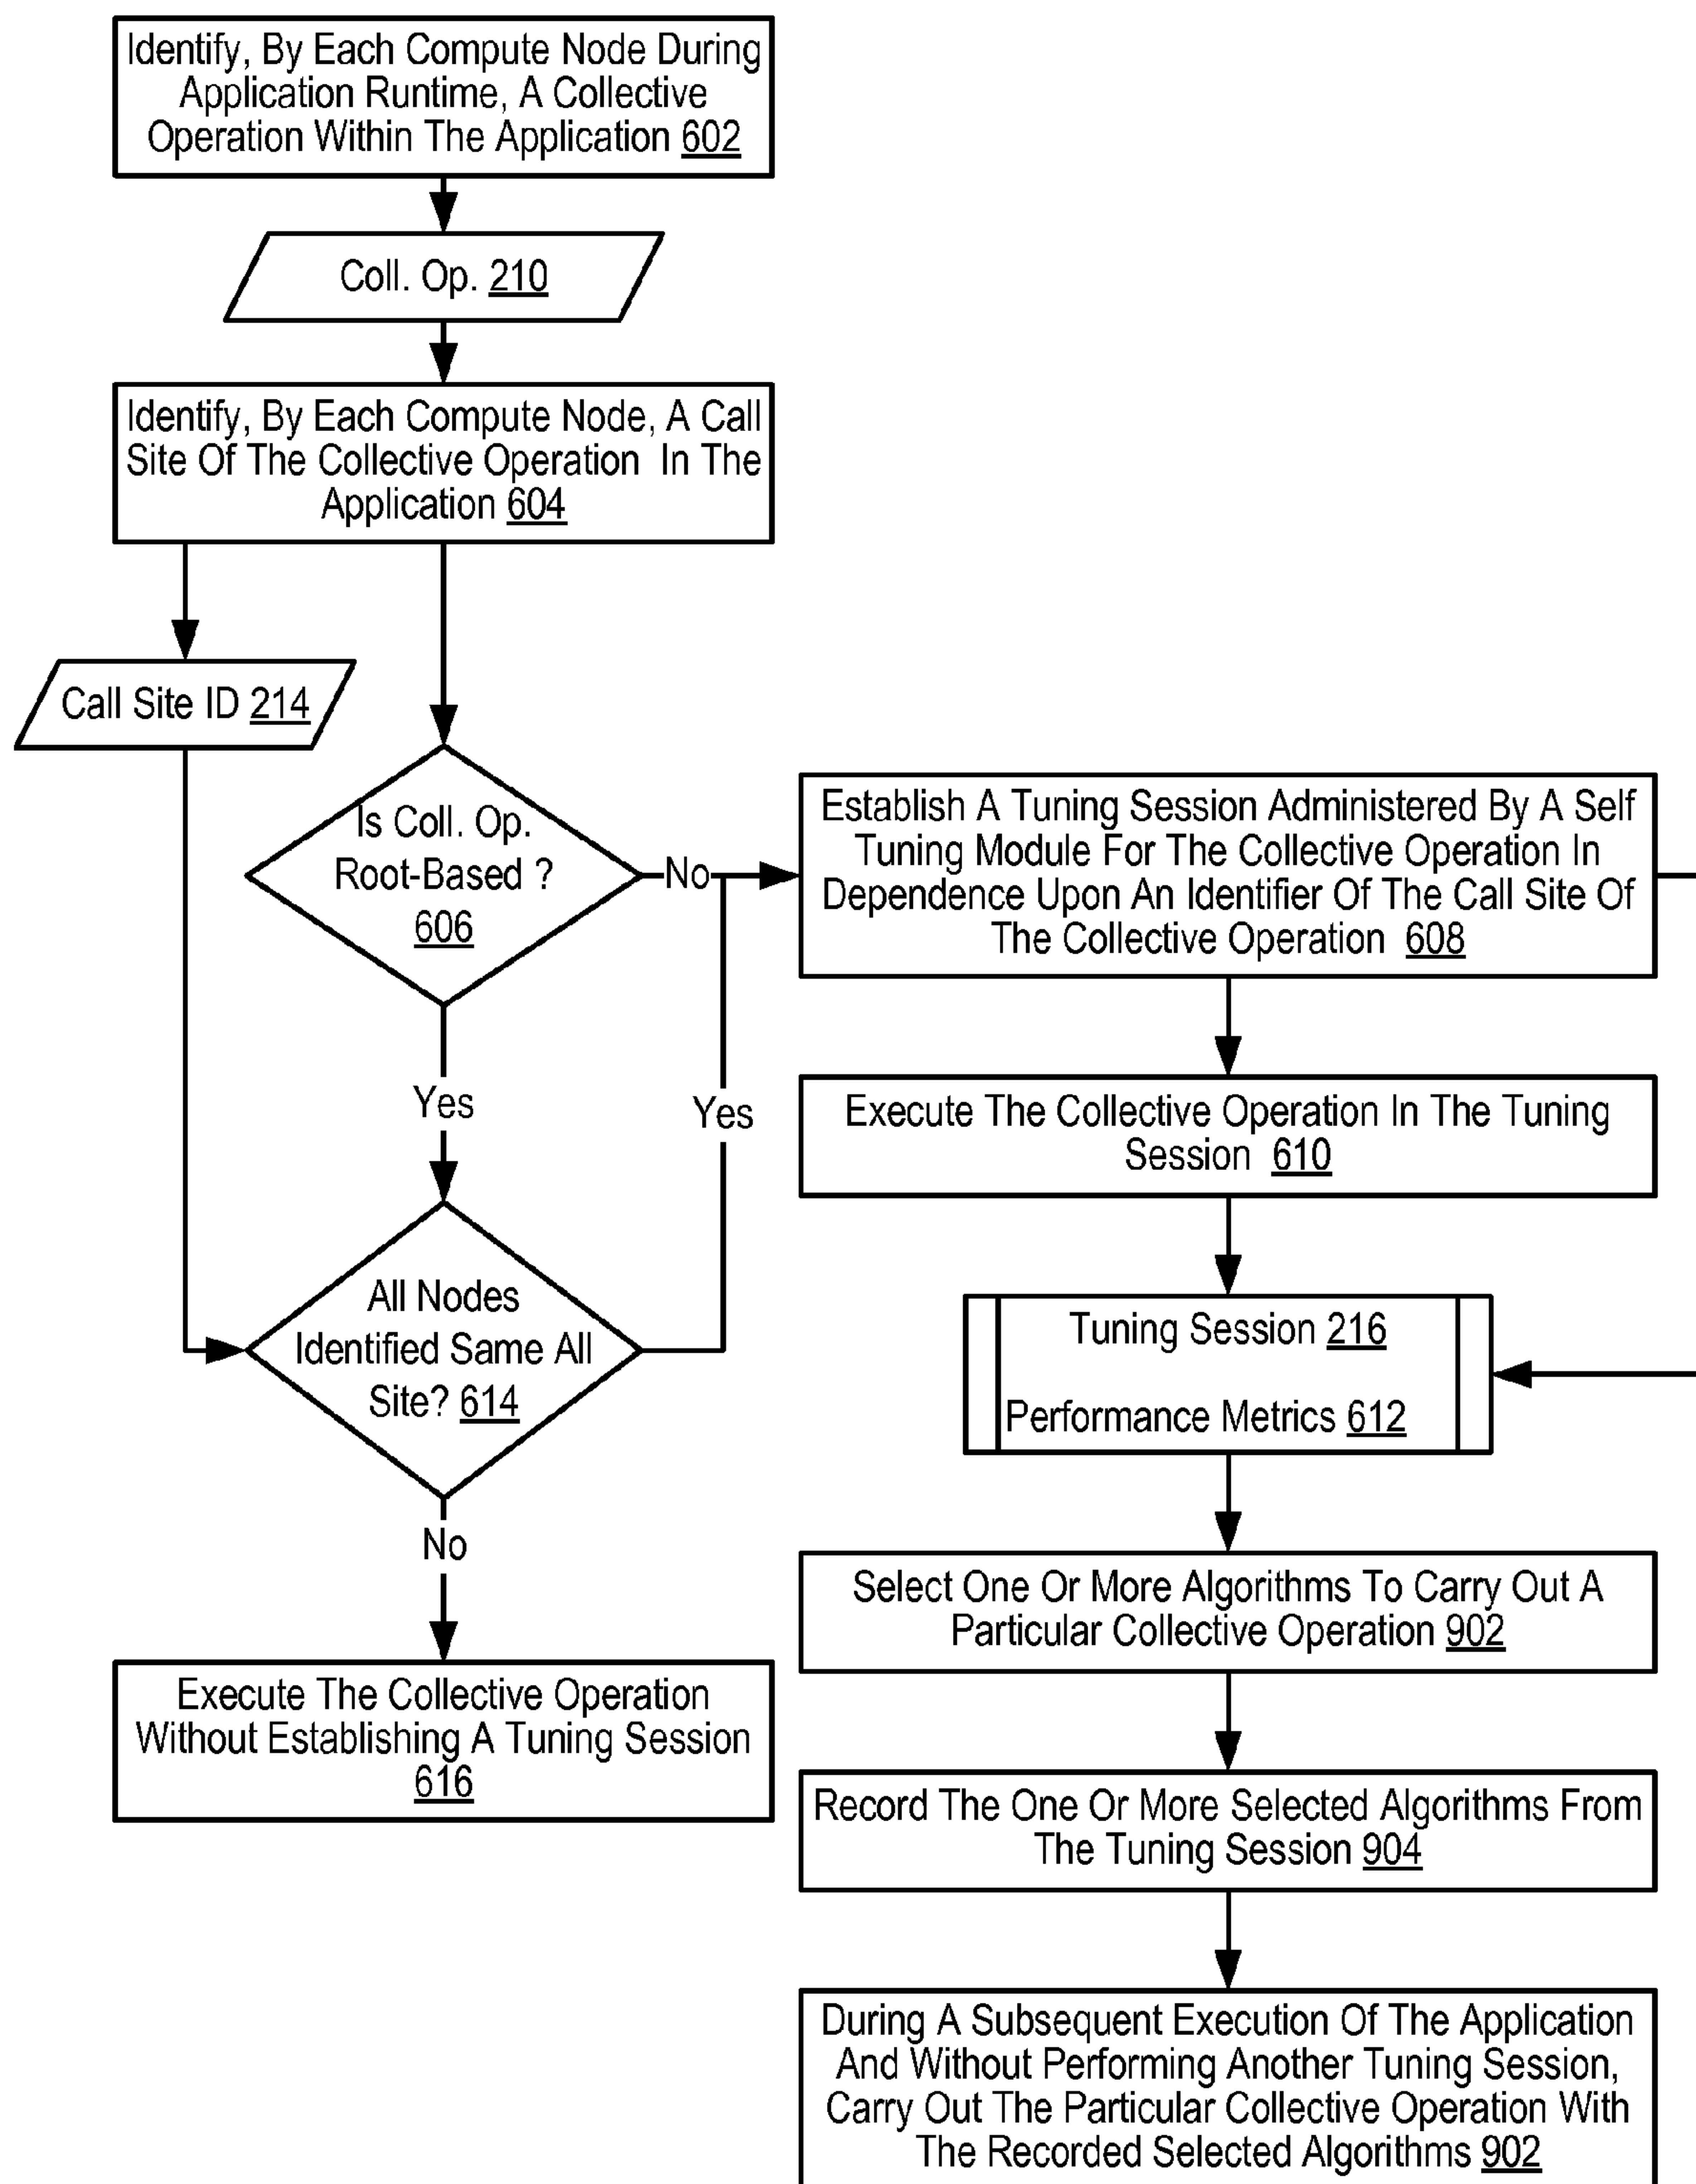 Identify, By Each Compute Node During
Application Runtime, A Collective
Operation Within The Application 602
Coll. Op. 210
Identify, By Each Compute Node, A Call
Site Of The Collective Operation In The
Application 604
Call Site ID 214
Is Coll. Op.
Root-Based ?
606
No
Yes
Yes
All Nodes
Identified Same All
Site? 614
No
Execute The Collective Operation
Without Establishing A Tuning Session
616
Establish A Tuning Session Administered By A Self
Tuning Module For The Collective Operation In
Dependence Upon An Identifier Of The Call Site Of
The Collective Operation 608
Execute The Collective Operation In The Tuning
Session 610
Tuning Session 216
Performance Metrics 612
Select One Or More Algorithms To Carry Out A
Particular Collective Operation 902
Record The One Or More Selected Algorithms From
The Tuning Session 904
During A Subsequent Execution Of The Application
And Without Performing Another Tuning Session,
Carry Out The Particular Collective Operation With
The Recorded Selected Algorithms 902